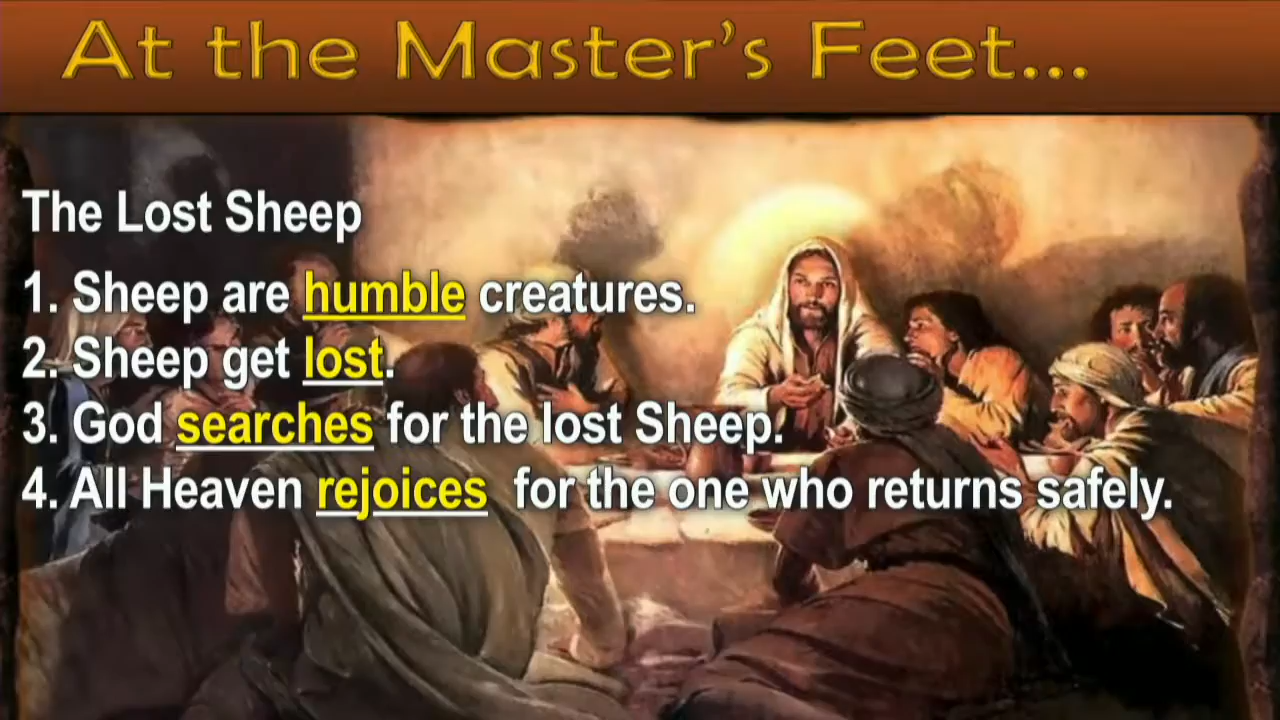 At the Master's Feet...
The Lost Sheep
1. Sheep are humble creatures.
2. Sheep get lost.
3. God searches for the lost Sheep.
4. All Heaven rejoices for the one who returns safely.